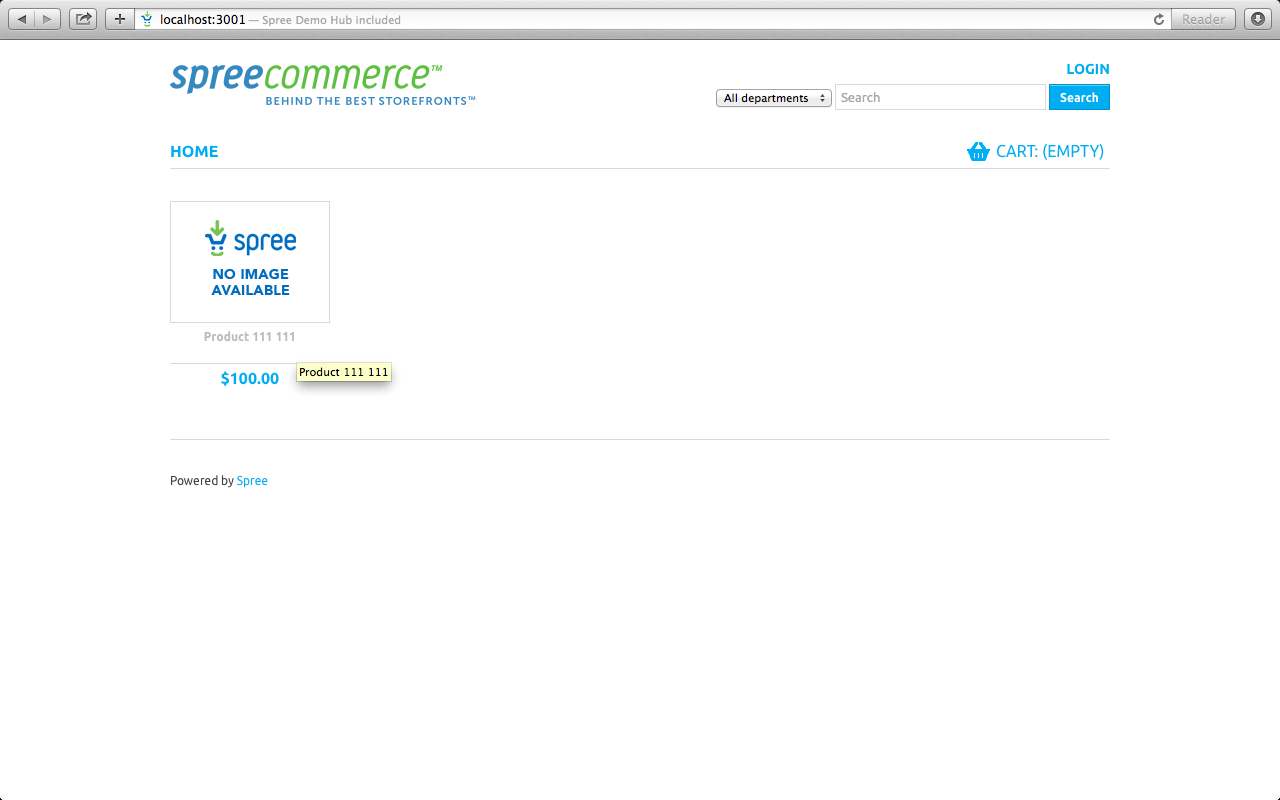 localhost:3001 — Spree Demo Hub included
Reader
spreecommerce™
BEHIND THE BEST STOREFRONTS™
LOGIN
All departments
Search
Search
HOME
CART: (EMPTY)
spree
NO IMAGE
AVAILABLE
Product 111 111
$100.00
Product 111 111
Powered by Spree